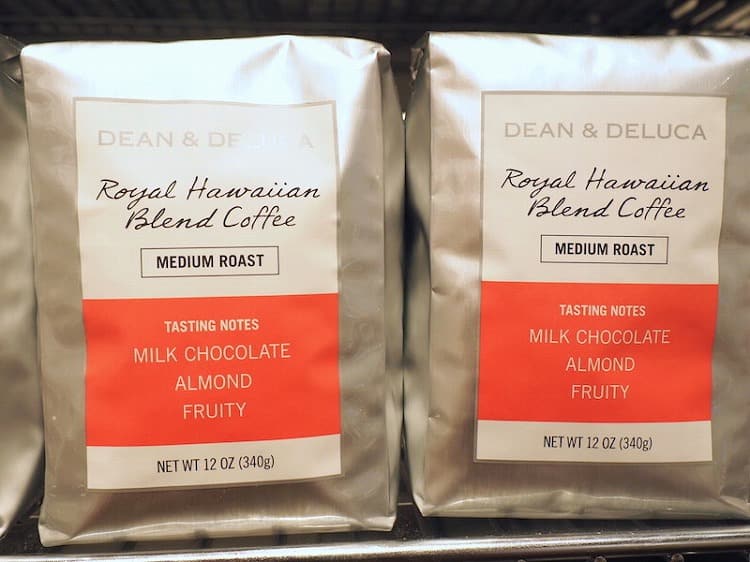 DEAN & DELUCA
Royal Hawaiian
Blend Coffee
MEDIUM ROAST
TASTING NOTES
MILK CHOCOLATE
ALMOND
FRUITY
NET WT 12 OZ (340g)
DEAN & DELUCA
Royal Hawaiian
Blend Coffee
MEDIUM ROAST
TASTING NOTES
MILK CHOCOLATE
ALMOND
FRUITY
NET WT 12 OZ (340g)